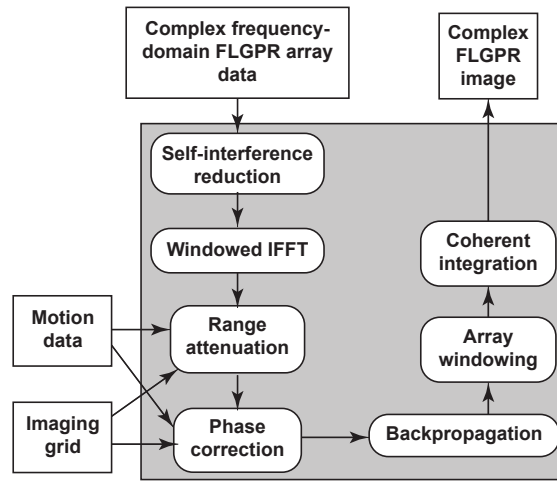 Complex frequency-
domain FLGPR array
data
Complex
FLGPR
image
Self-interference
reduction
Windowed IFFT
Range
attenuation
Phase
correction
Motion
data
Imaging
grid
Backpropagation
Array
windowing
Coherent
integration